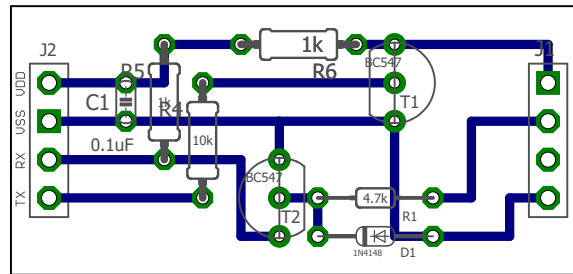 J2
VDD
VSS
RX
TX
C1
0.1uF
R5
1k
R4
10k
1k
R6
BC547
T1
BC547
T2
4.7k
R1
1N4148
D1
J1